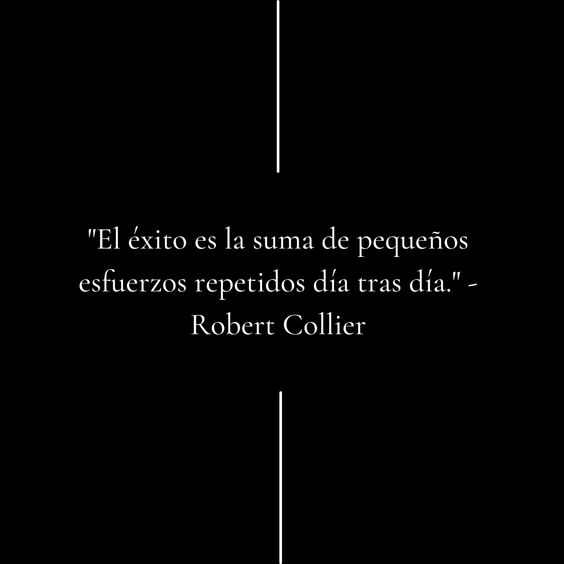 "El éxito es la suma de pequeños
esfuerzos repetidos día tras día." -
Robert Collier